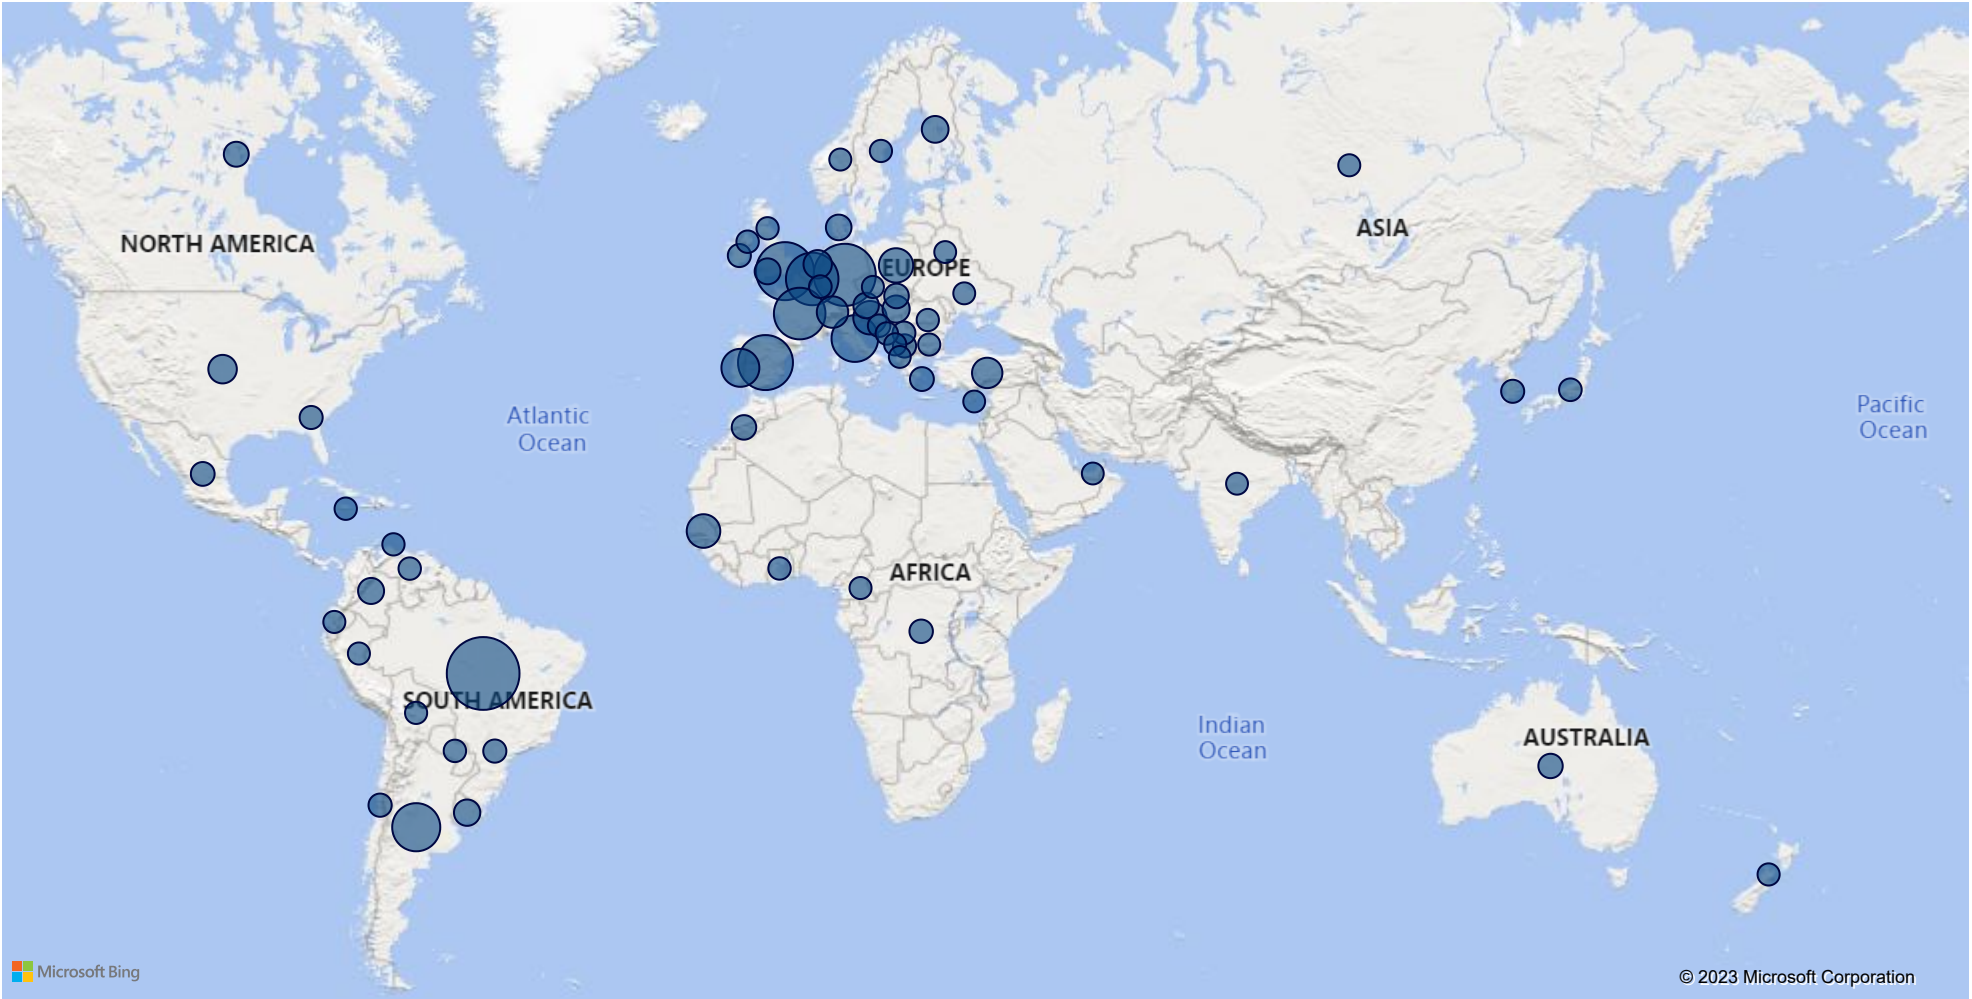 NORTH AMERICA
ASIA
EUROPE
Atlantic
Ocean
Pacific
Ocean
AFRICA
SOUTH AMERICA
Indian
Ocean
AUSTRALIA
Microsoft Bing
© 2023 Microsoft Corporation